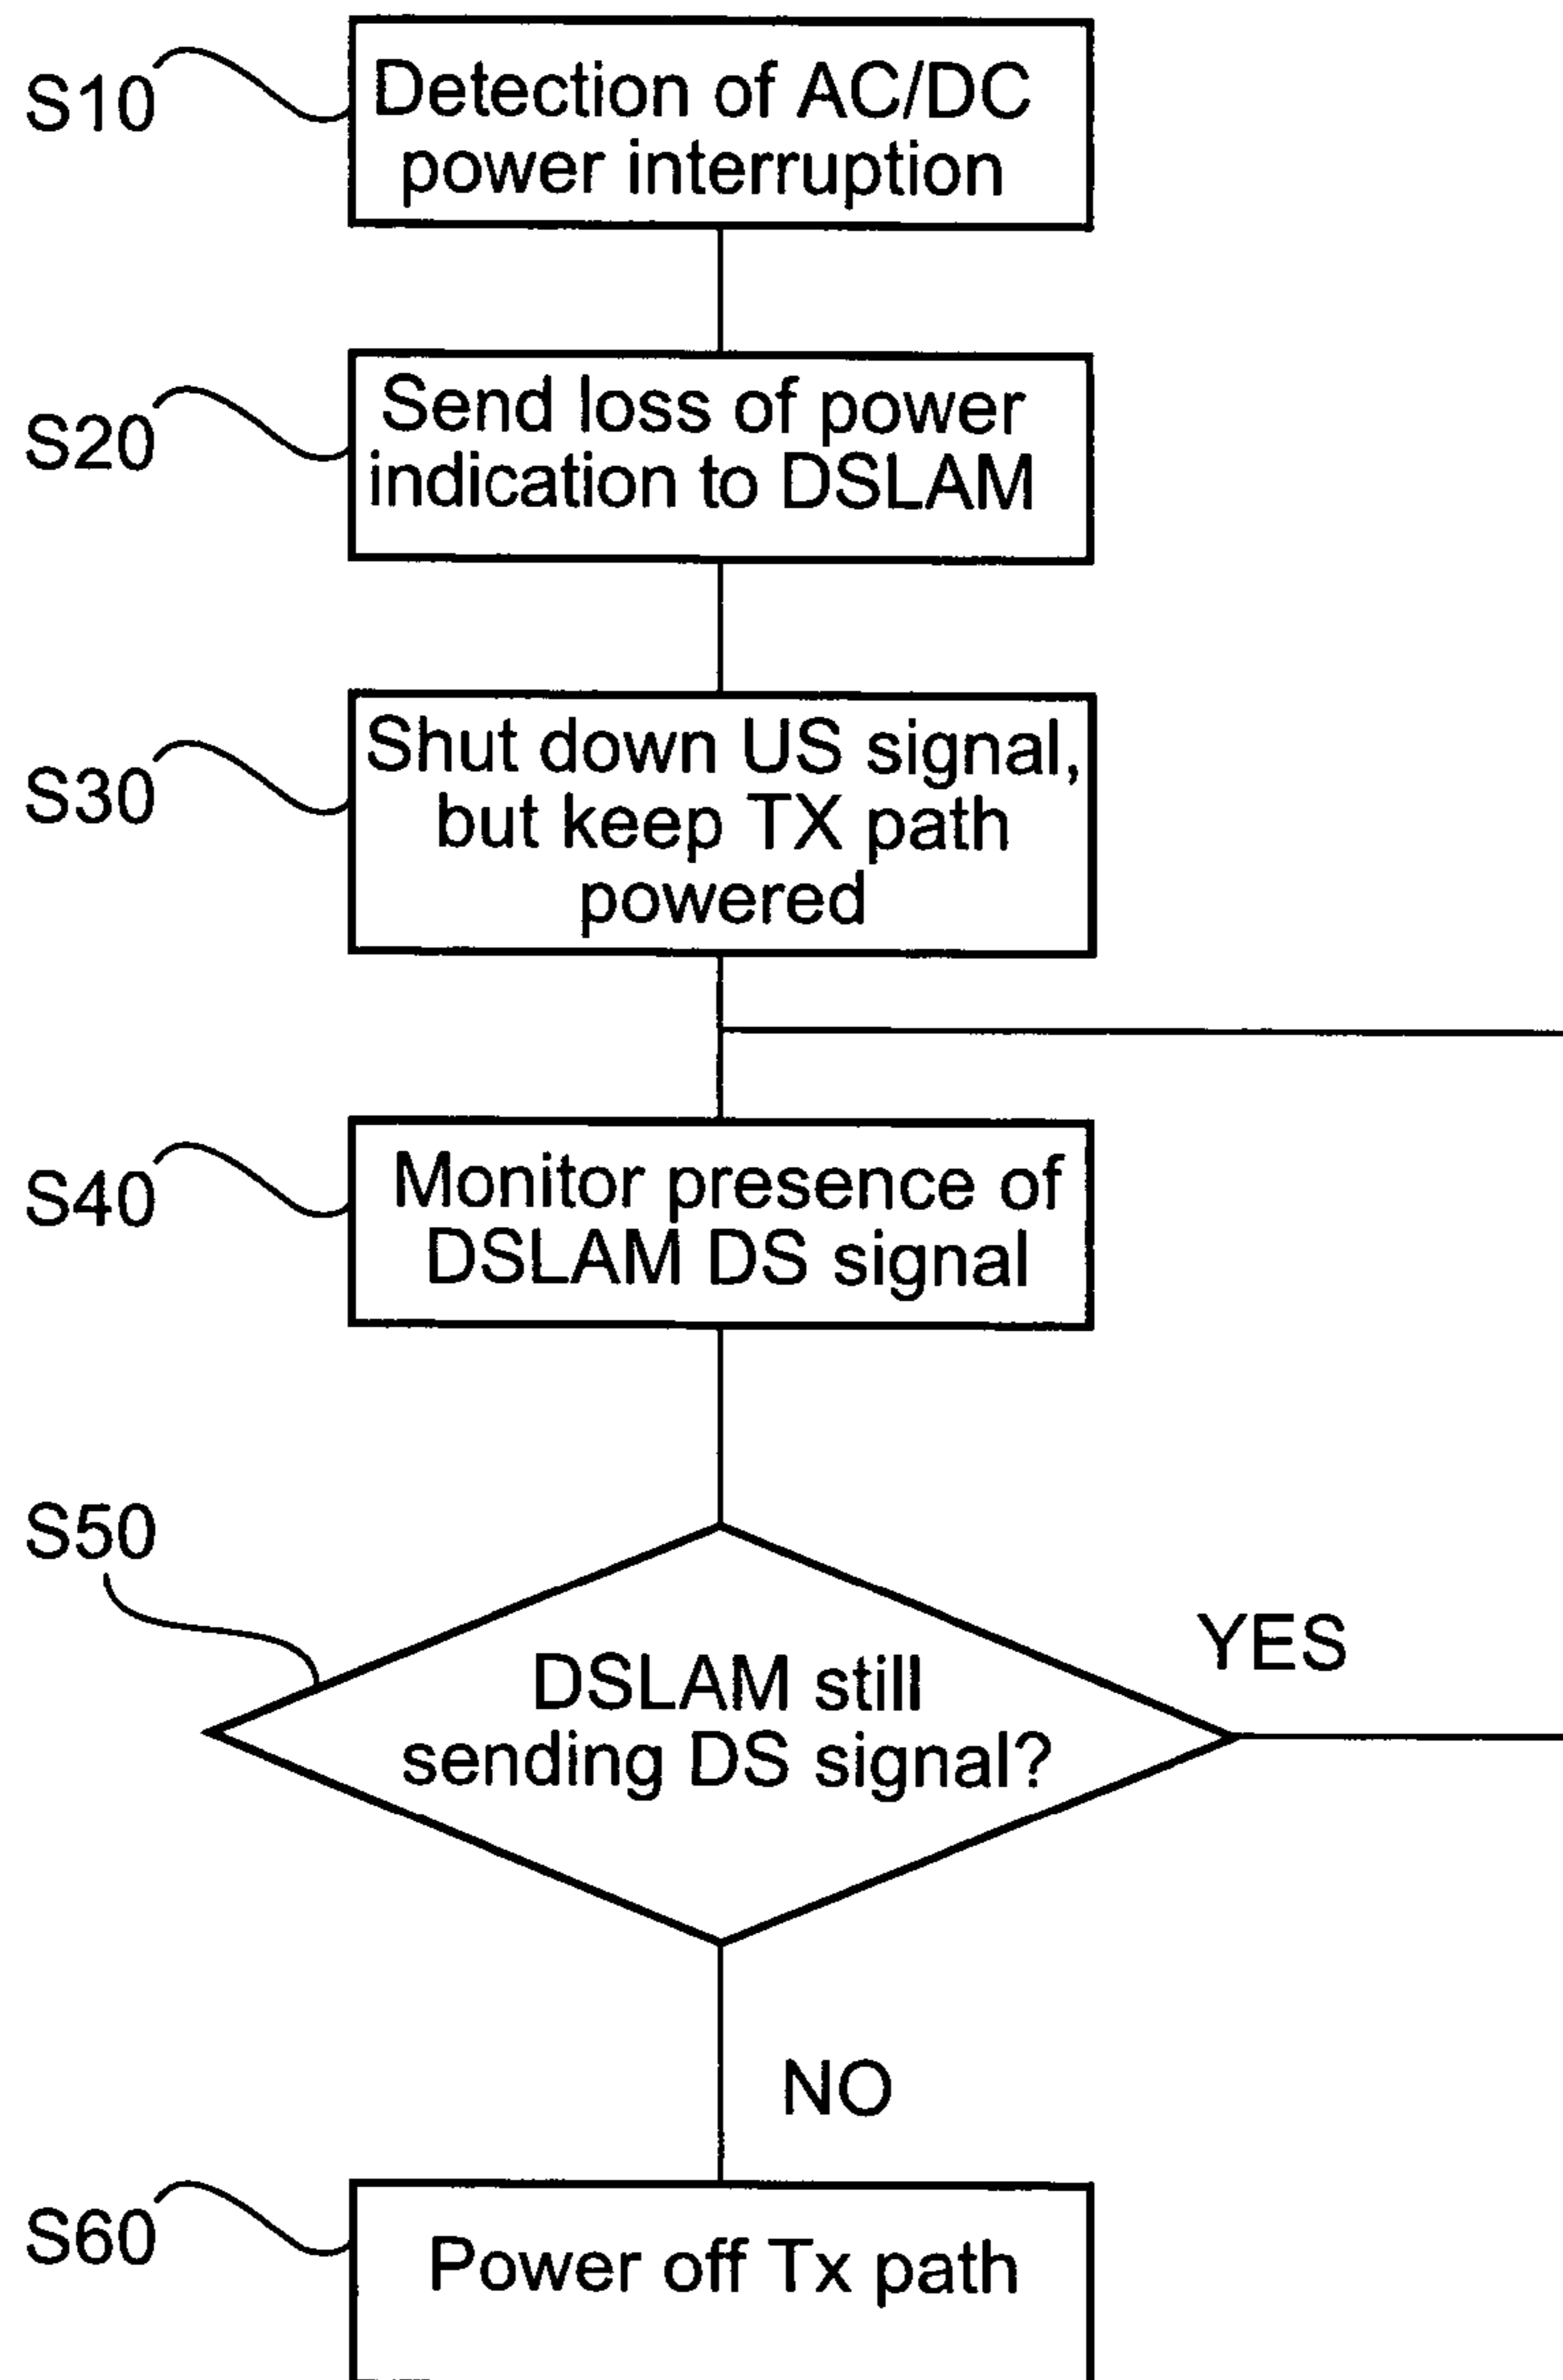 S10
Detection of AC/DC
power interruption
S20
Send loss of power
indication to DSLAM
S30
Shut down US signal,
but keep TX path
powered
S40
Monitor presence of
DSLAM DS signal
S50
DSLAM still
sending DS signal?
YES
NO
S60
Power off Tx path